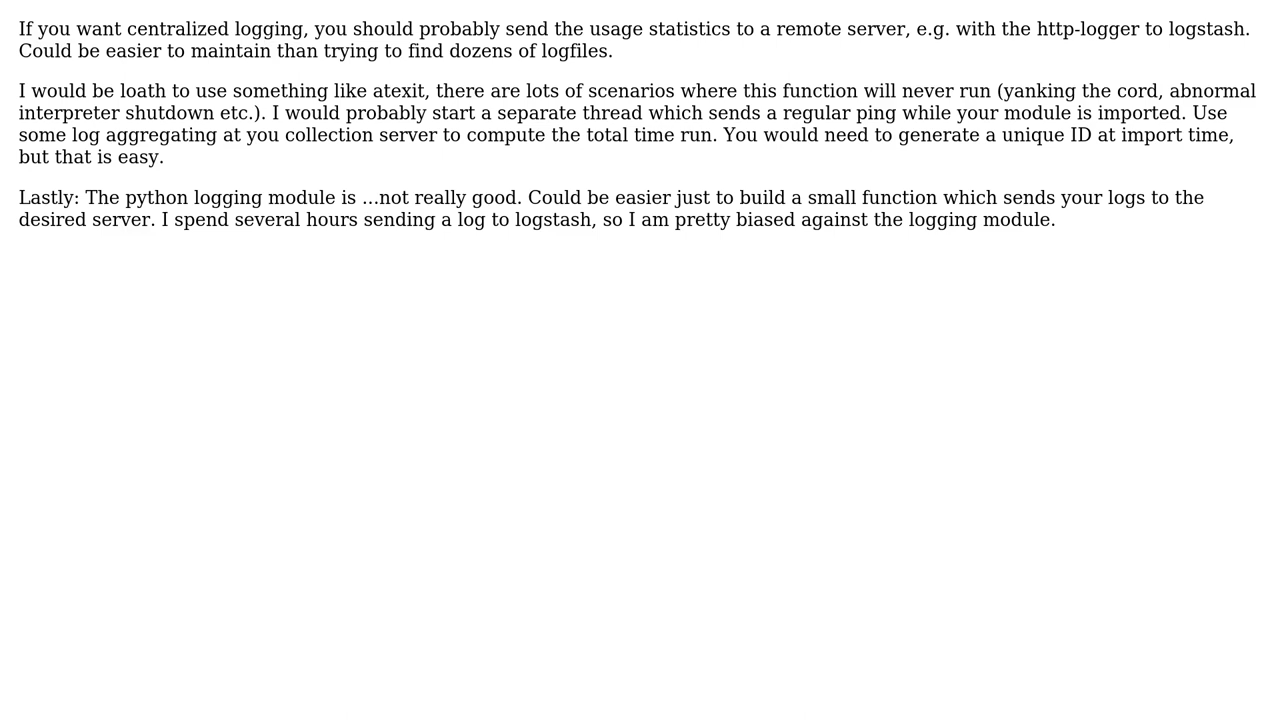 If you want centralized logging, you should probably send the usage statistics to a remote server, e.g. with the http-logger to logstash.
Could be easier to maintain than trying to find dozens of logfiles.
I would be loath to use something like atexit, there are lots of scenarios where this function will never run (yanking the cord, abnormal
interpreter shutdown etc.). I would probably start a separate thread which sends a regular ping while your module is imported. Use
some log aggregating at you collection server to compute the total time run. You would need to generate a unique ID at import time,
but that is easy.
Lastly: The python logging module is ...not really good. Could be easier just to build a small function which sends your logs to the
desired server. I spend several hours sending a log to logstash, so I am pretty biased against the logging module.